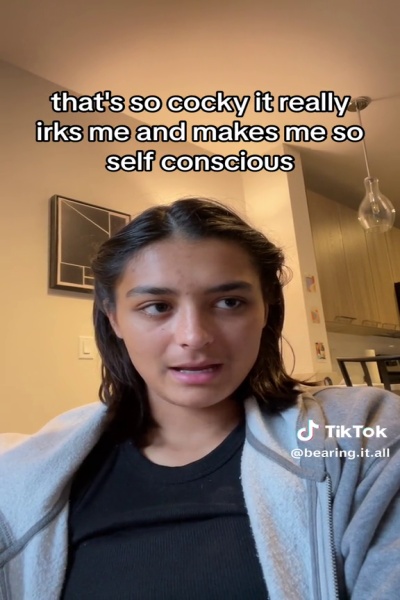 that's so cocky it really
irks me and makes me so
self conscious
TikTok
@bearing.it.all